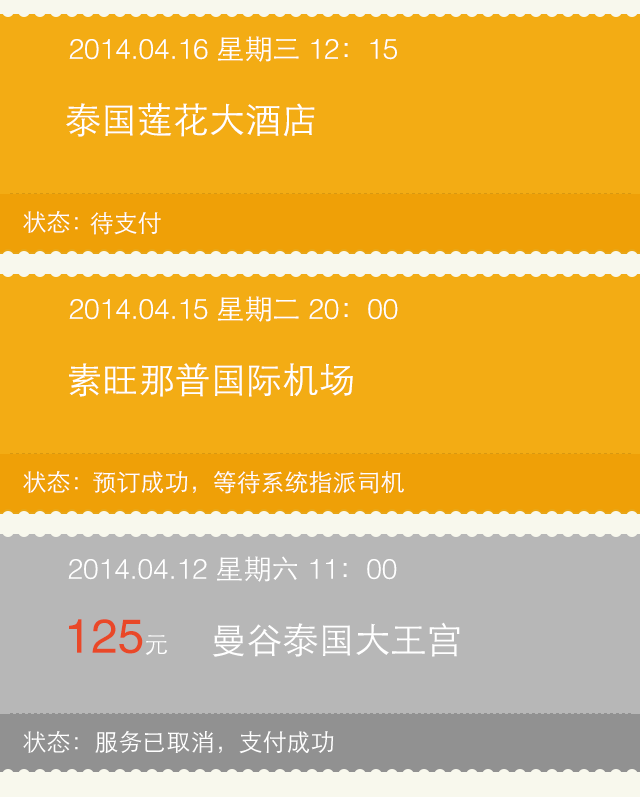 2014.04.16 星期三 12：15
泰国莲花大酒店
状态：待支付
2014.04.15 星期二 20：00
素旺那普国际机场
状态：预订成功，等待系统指派司机
2014.04.12 星期六 11：00
125元 曼谷泰国大王宫
状态：服务已取消，支付成功